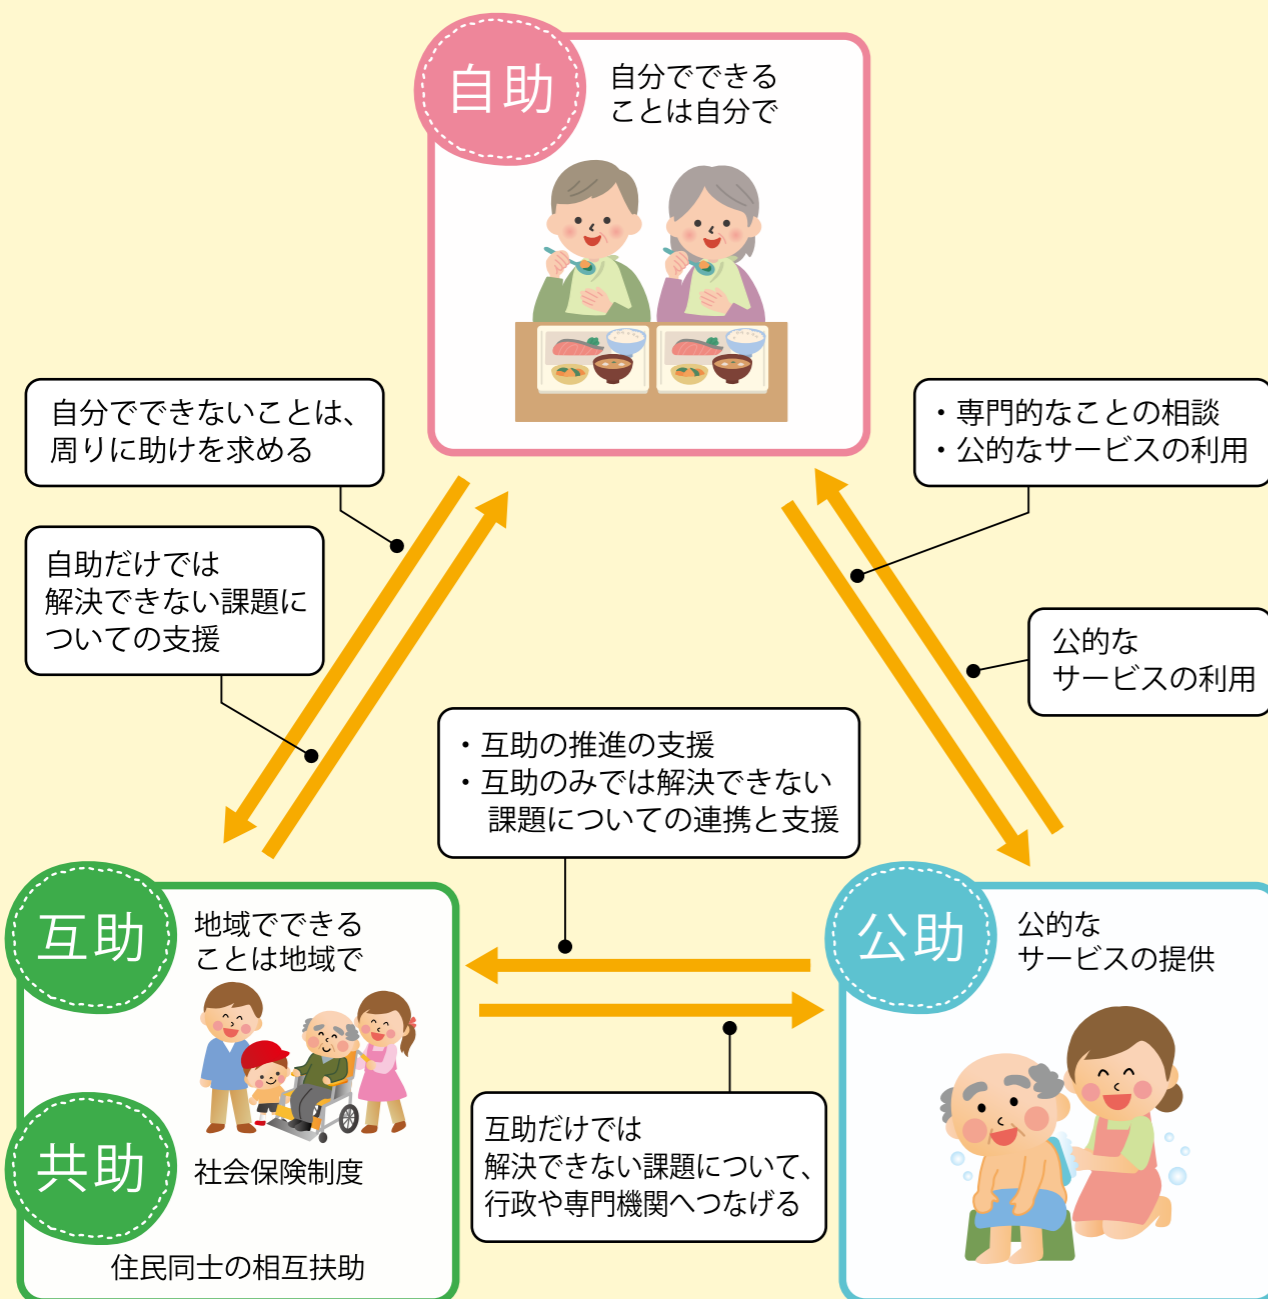 自助
自分でできる
ことは自分で
自分でできないことは、
周りに助けを求める
・専門的なことの相談
・公的なサービスの利用
自助だけでは
解決できない課題に
ついての支援
公的な
サービスの利用
・互助の推進の支援
・互助のみでは解決できない
課題についての連携と支援
互助
地域でできる
ことは地域で
共助
社会保険制度
住民同士の相互扶助
互助だけでは
解決できない課題について、
行政や専門機関へつなげる
公助
公的な
サービスの提供